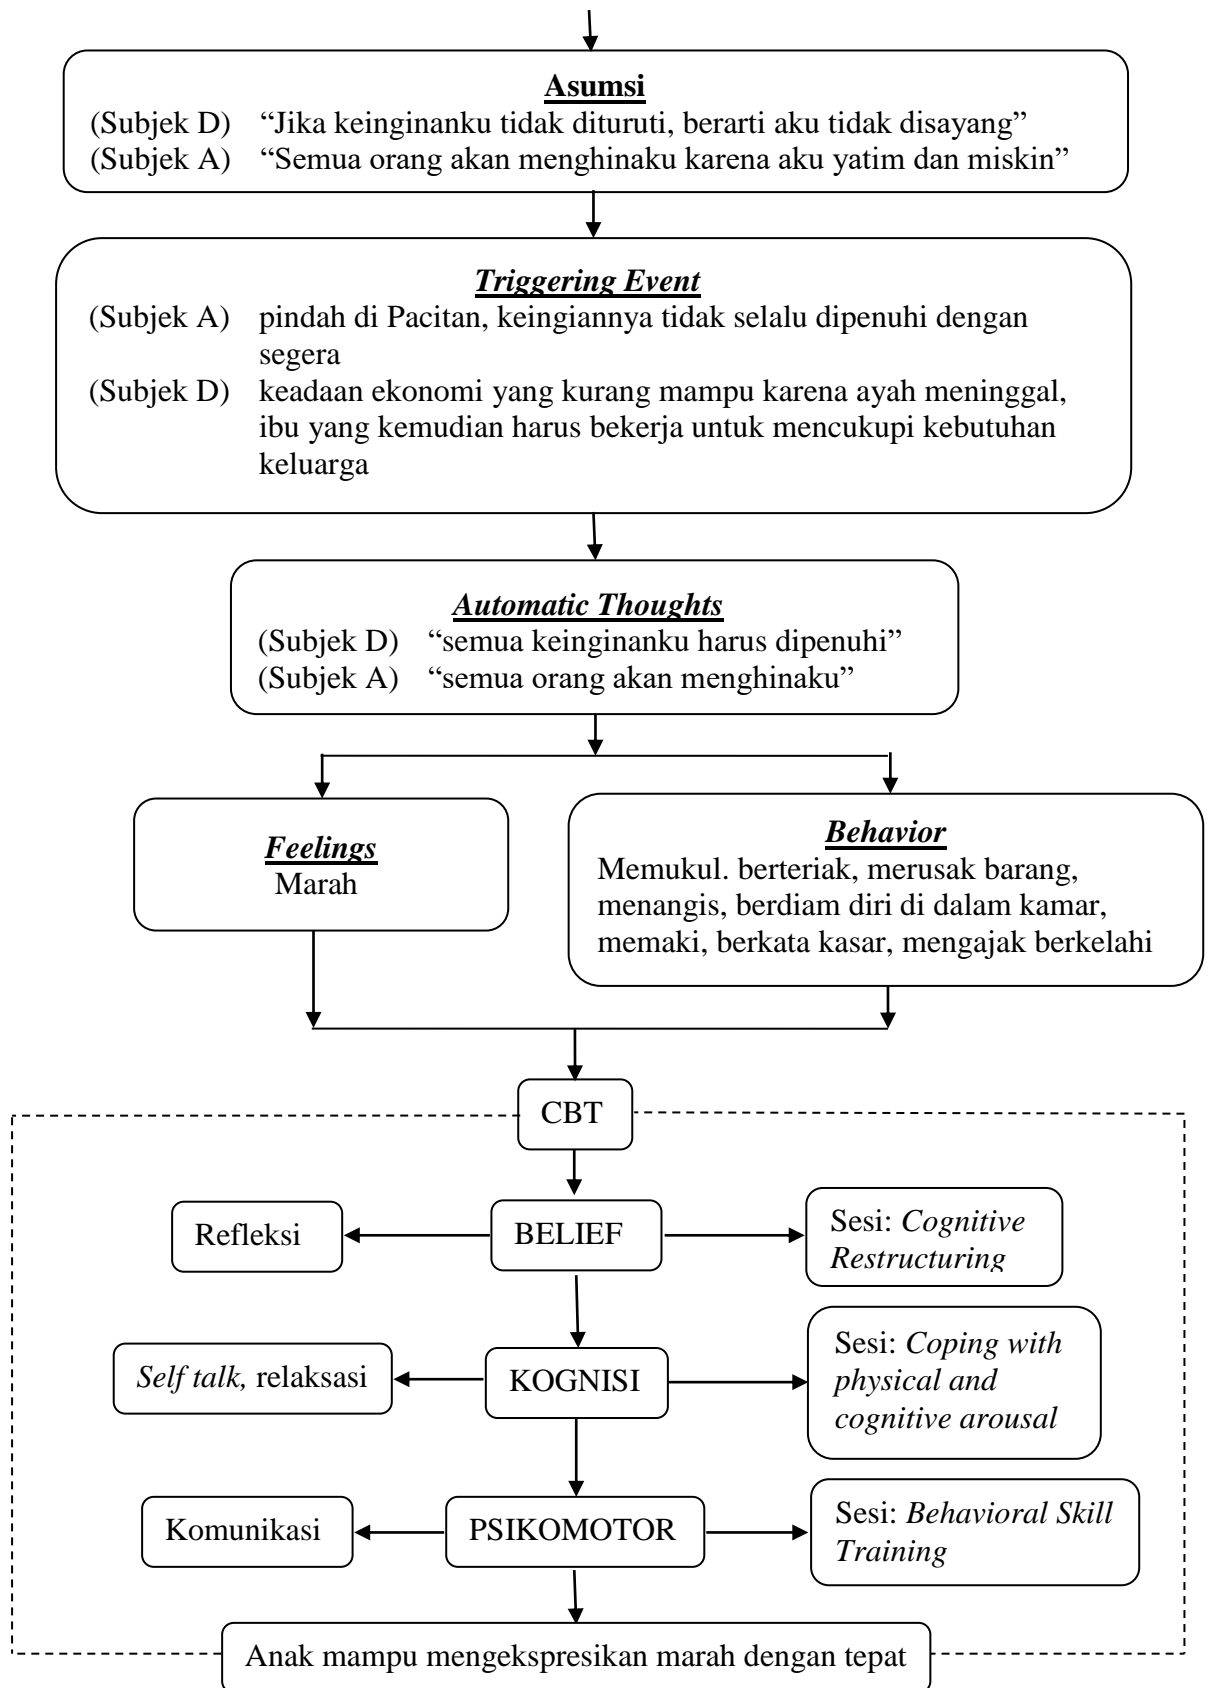 Asumsi
(Subjek D) “Jika keinginanku tidak dituruti, berarti aku tidak disayang”
(Subjek A) “Semua orang akan menghinaku karena aku yatim dan miskin”
Triggering Event
(Subjek A) pindah di Pacitan, keingiannya tidak selalu dipenuhi dengan
segera
(Subjek D) keadaan ekonomi yang kurang mampu karena ayah meninggal,
ibu yang kemudian harus bekerja untuk mencukupi kebutuhan
keluarga
Automatic Thoughts
(Subjek D) “semua keinginanku harus dipenuhi”
(Subjek A) “semua orang akan menghinaku”
Feelings
Marah
Behavior
Memukul. berteriak, merusak barang,
menangis, berdiam diri di dalam kamar,
memaki, berkata kasar, mengajak berkelahi
CBT
Refleksi
BELIEF
Sesi: Cognitive
Restructuring
Self talk, relaksasi
KOGNISI
Sesi: Coping with
physical and
cognitive arousal
Komunikasi
PSIKOMOTOR
Sesi: Behavioral Skill
Training
Anak mampu mengekspresikan marah dengan tepat